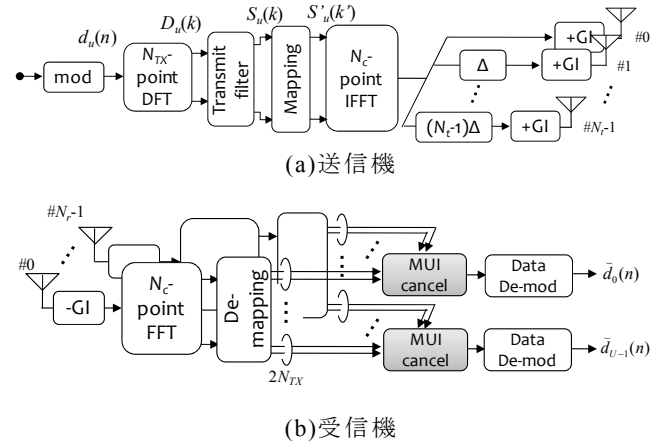 d_u(n)
D_u(k)
S_u(k)
S'_u(k')
mod
N_TX-
point
DFT
Transmit
filter
Mapping
N_c-
point
IFFT
+GI
#0
Δ
+GI
#1
(N_t-1)Δ
+GI
#N_t-1
(a)送信機
#N_r-1
#0
-GI
N_c-
point
FFT
De-
mapping
2N_TX
MUI
cancel
Data
De-mod
d̆_0(n)
MUI
cancel
Data
De-mod
d̆_{U-1}(n)
(b)受信機